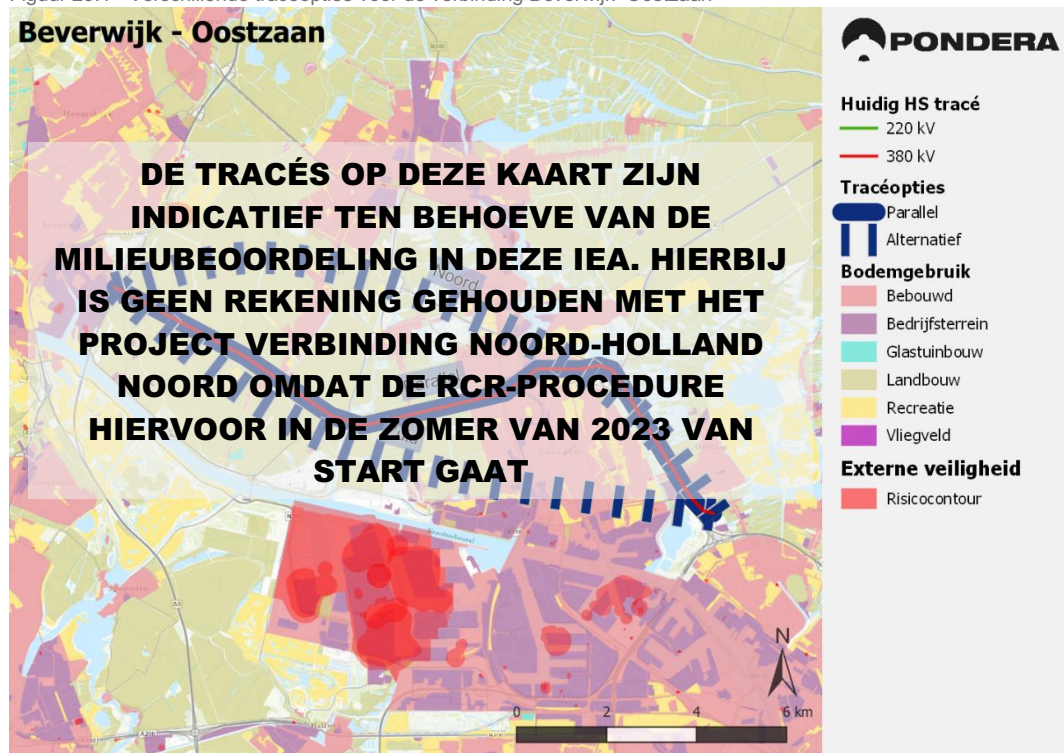 Beverwijk - Oostzaan
DE TRACÉS OP DEZE KAART ZIJN
INDICATIEF TEN BEHOEVE VAN DE
MILIEUBEOORDELING IN DEZE IEA. HIERBIJ
IS GEEN REKENING GEHOUDEN MET HET
PROJECT VERBINDING NOORD-HOLLAND
NOORD OMDAT DE RCR-PROCEDURE
HIERVOOR IN DE ZOMER VAN 2023 VAN
START GAAT
Noord
Parallel
Noordzeekanaal
N
0 2 4 6 km
PONDERA
Huidig HS tracé
220 kV
380 kV
Tracéopties
Parallel
Alternatief
Bodemgebruik
Bebouwd
Bedrijfsterrein
Glastuinbouw
Landbouw
Recreatie
Vliegveld
Externe veiligheid
Risicocontour